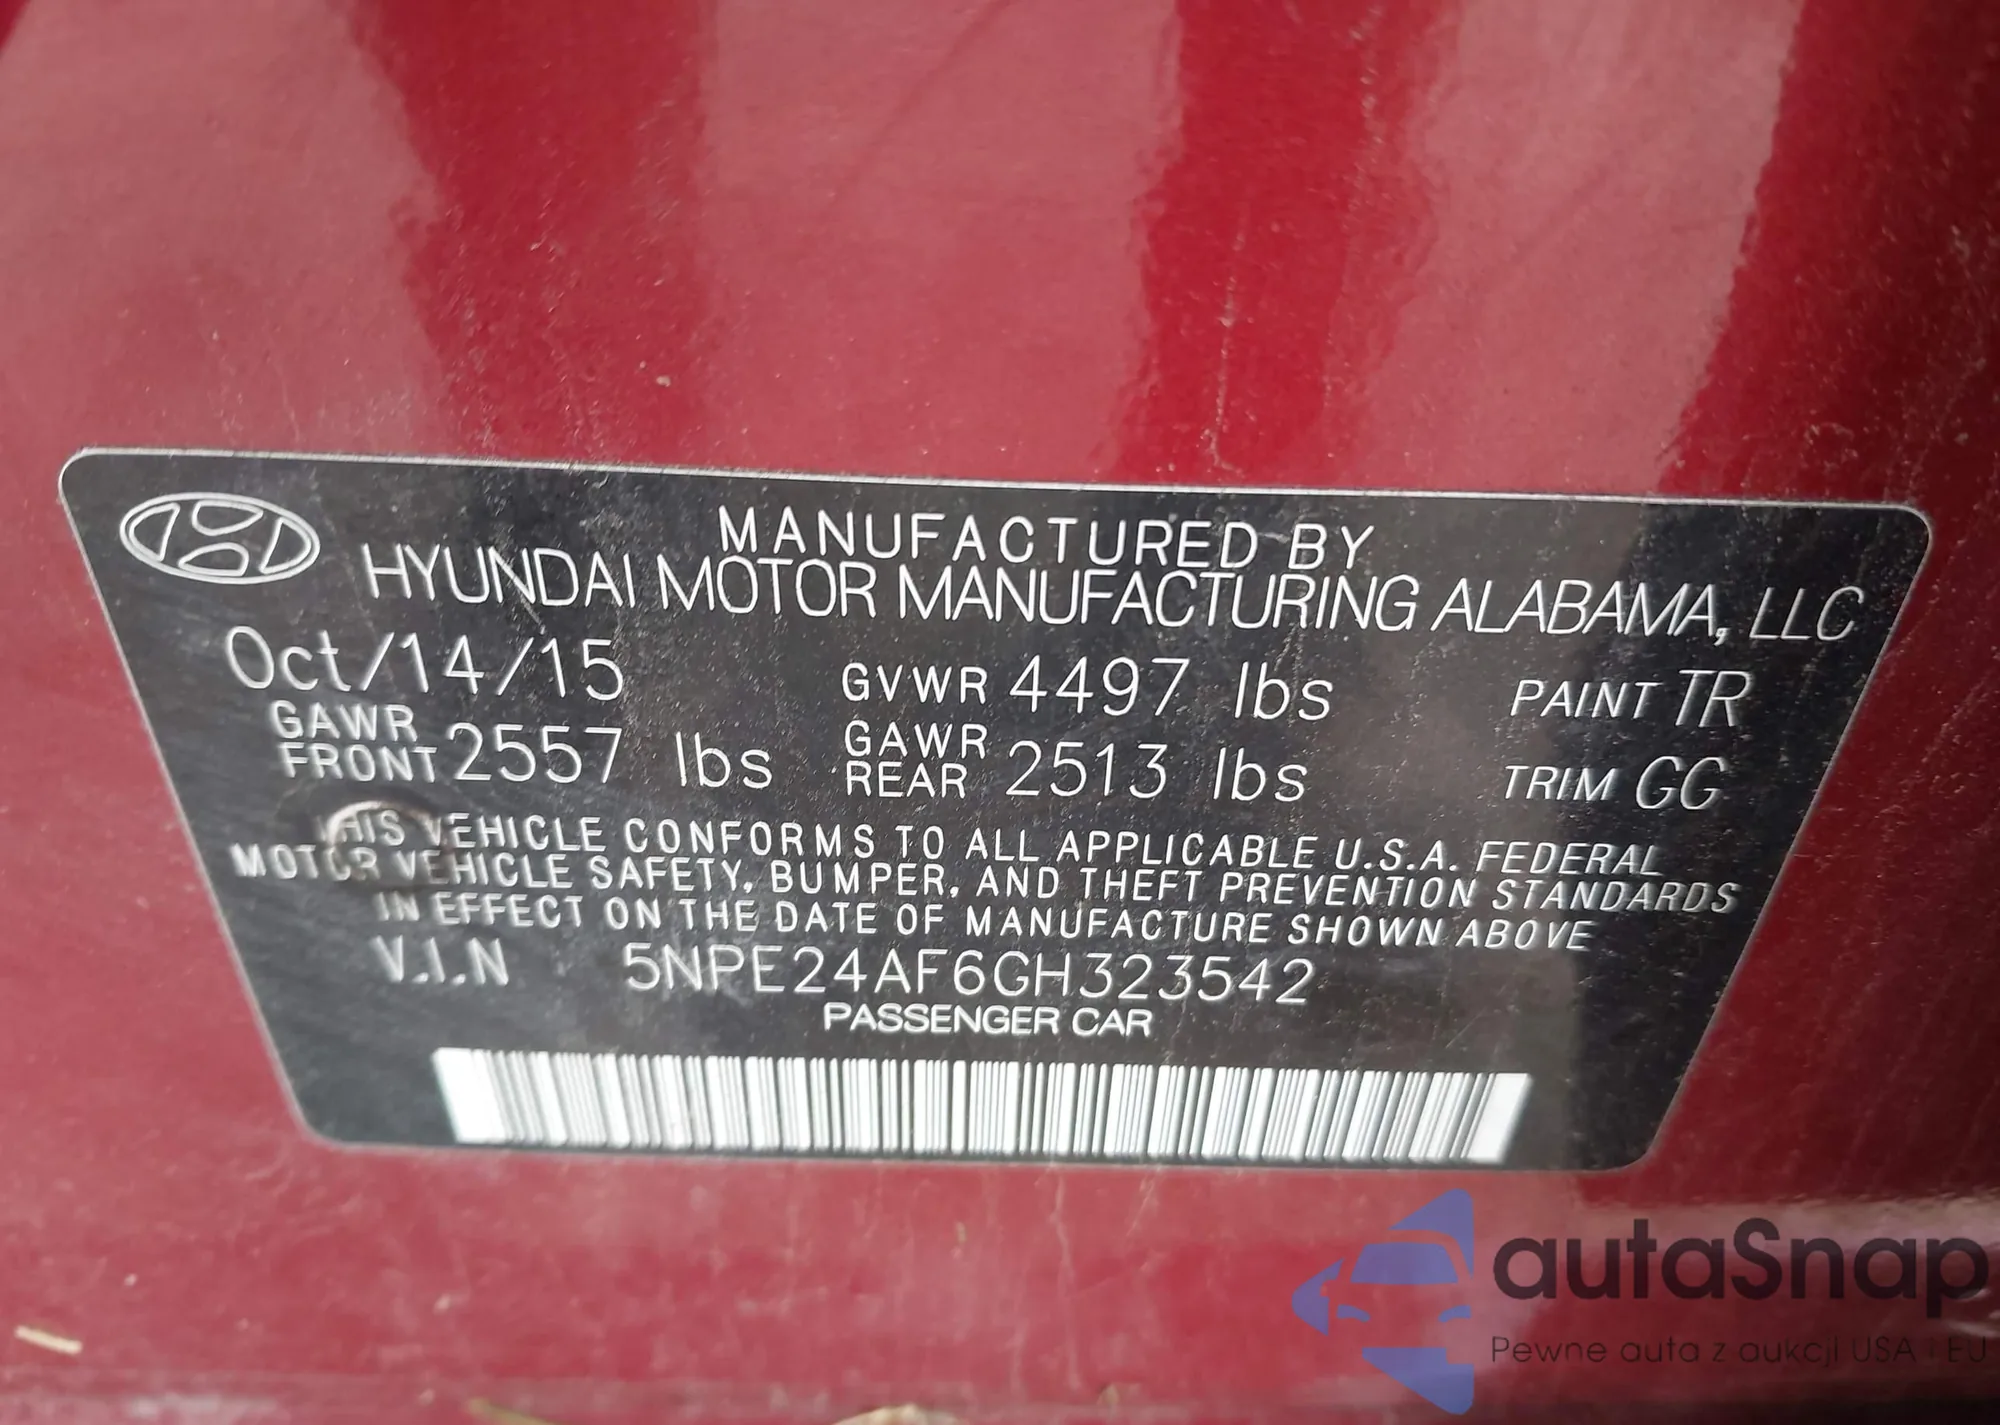 MANUFACTURED BY
HYUNDAI MOTOR MANUFACTURING ALABAMA, LLC
Oct/14/15 GVWR 4497 lbs PAINT TR
GAWR FRONT 2557 lbs GAWR REAR 2513 lbs TRIM GG
THIS VEHICLE CONFORMS TO ALL APPLICABLE U.S.A. FEDERAL
MOTOR VEHICLE SAFETY, BUMPER, AND THEFT PREVENTION STANDARDS
IN EFFECT ON THE DATE OF MANUFACTURE SHOWN ABOVE
V.I.N 5NPE24AF6GH323542
PASSENGER CAR
autaSnap
Pewne auta z aukcji USA i EU